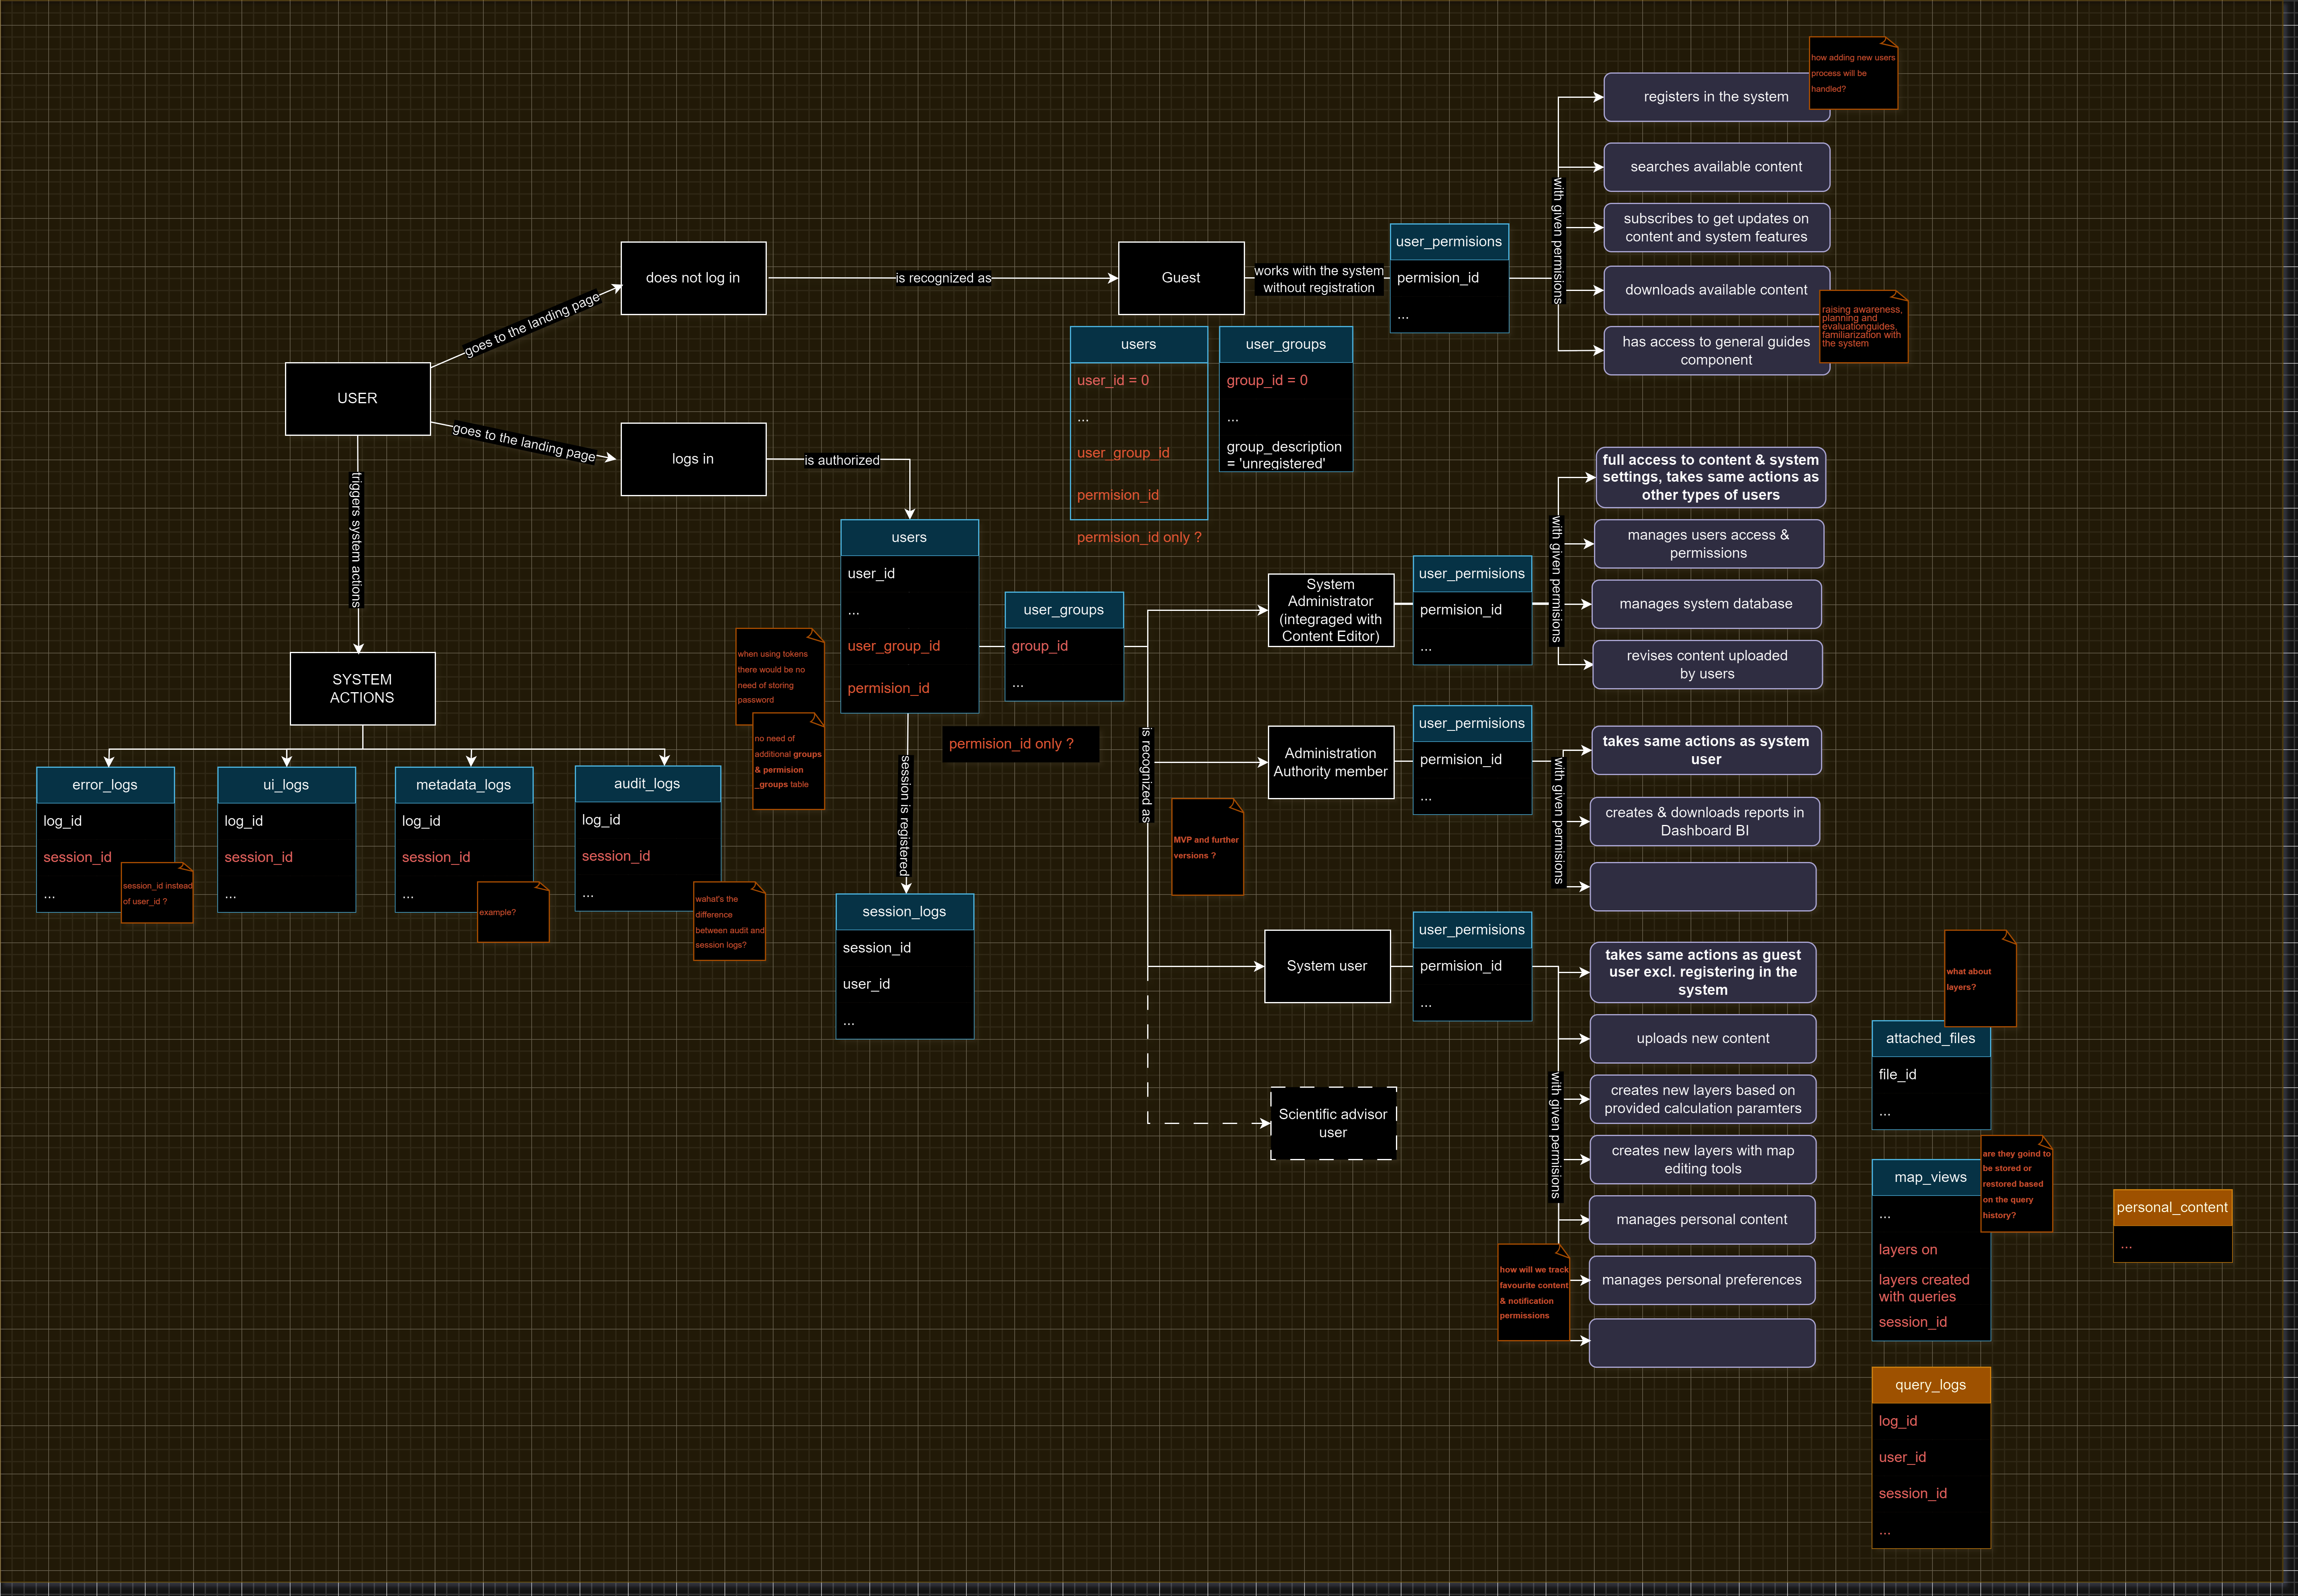 how adding new users
process will be
handled?
registers in the system
searches available content
subscribes to get updates on
content and system features
downloads available content
raising awareness,
planning and
evaluationguides,
familiarization with
the system
has access to general guides
component
with given permisions
user_permisions
permision_id
...
does not log in
is recognized as
Guest
works with the system
without registration
goes to the landing page
USER
goes to the landing page
logs in
is authorized
users
user_id = 0
...
user_group_id
permision_id
permision_id only ?
user_groups
group_id = 0
...
group_description
= 'unregistered'
triggers system actions
SYSTEM
ACTIONS
error_logs
log_id
session_id
...
session_id instead
of user_id ?
ui_logs
log_id
session_id
...
metadata_logs
log_id
session_id
...
example?
audit_logs
log_id
session_id
...
wahat's the
difference
between audit and
session logs?
when using tokens
there would be no
need of storing
password
no need of
additional groups
& permision
_groups table
users
user_id
...
user_group_id
permision_id
user_groups
group_id
...
permision_id only ?
session is registered
session_logs
session_id
user_id
...
is recognized as
MVP and further
versions ?
System
Administrator
(integraged with
Content Editor)
user_permisions
permision_id
...
with given permisions
full access to content & system
settings, takes same actions as
other types of users
manages users access &
permissions
manages system database
revises content uploaded
by users
Administration
Authority member
user_permisions
permision_id
...
with given permisions
takes same actions as system
user
creates & downloads reports in
Dashboard BI
System user
user_permisions
permision_id
...
with given permisions
takes same actions as guest
user excl. registering in the
system
uploads new content
creates new layers based on
provided calculation paramters
creates new layers with map
editing tools
manages personal content
manages personal preferences
how will we track
favourite content
& notification
permissions
Scientific advisor
user
what about
layers?
attached_files
file_id
...
map_views
...
layers on
layers created
with queries
session_id
are they goind to
be stored or
restored based
on the query
history?
personal_content
...
query_logs
log_id
user_id
session_id
...